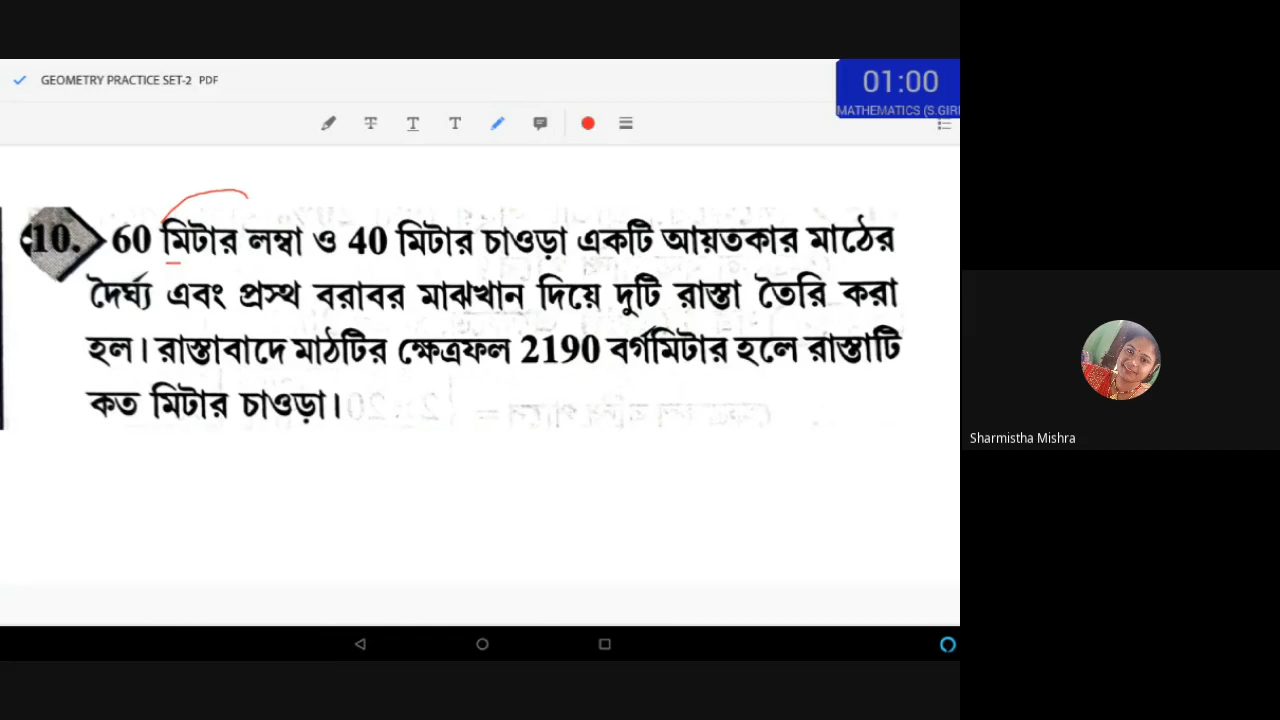 GEOMETRY PRACTICE SET-2 PDF
01:00
MATHEMATICS (S.GIRI
10. 60 মিটার লম্বা ও 40 মিটার চাওড়া একটি আয়তকার মাঠের
দৈর্ঘ্য এবং প্রস্থ বরাবর মাঝখান দিয়ে দুটি রাস্তা তৈরি করা
হল। রাস্তাবাদে মাঠটির ক্ষেত্রফল 2190 বর্গমিটার হলে রাস্তাটি
কত মিটার চাওড়া।
Sharmistha Mishra